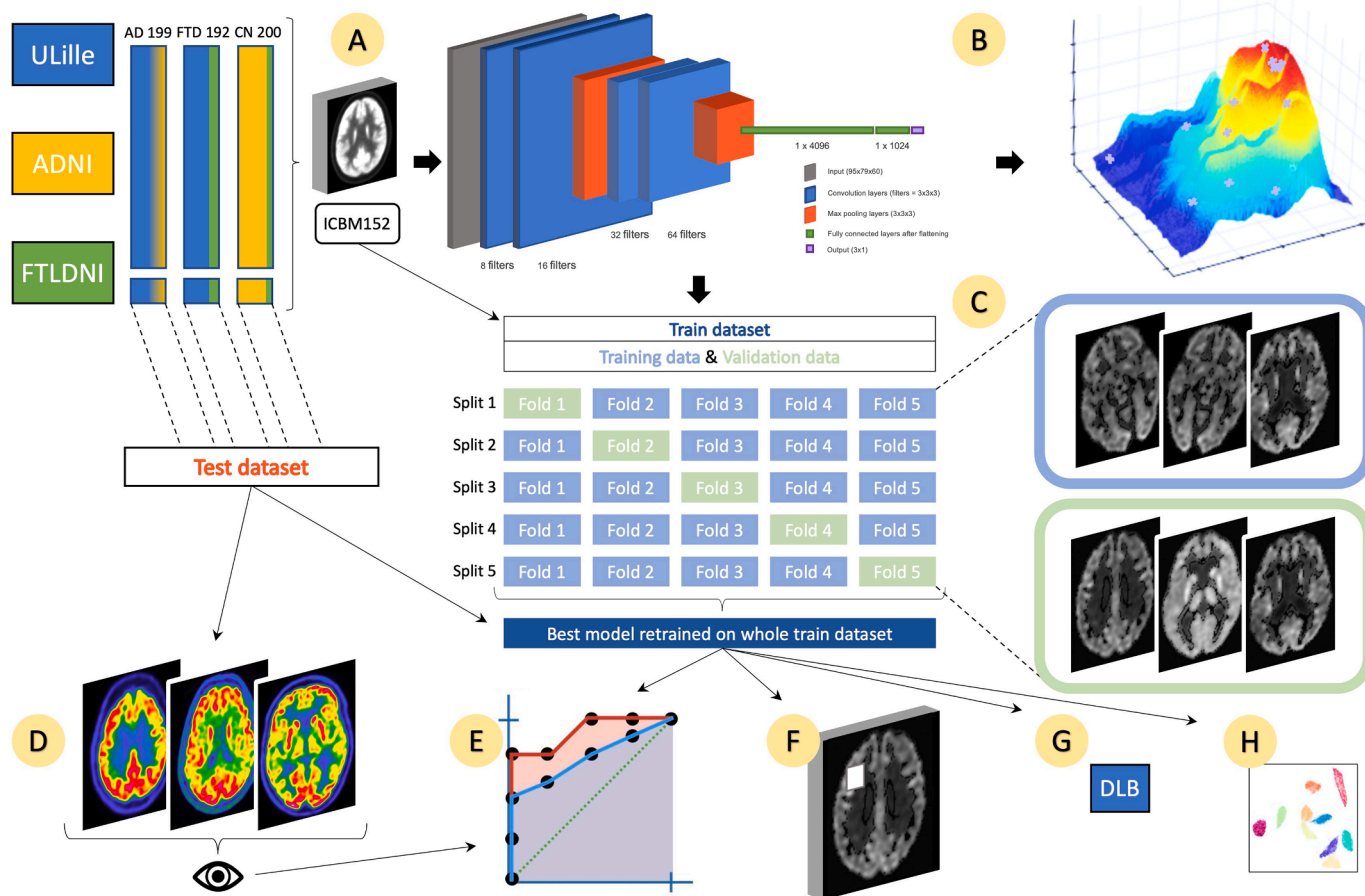 ULille
ADNI
FTLDNI
AD 199 FTD 192 CN 200
A
ICBM152
8 filters
16 filters
32 filters
64 filters
1 x 4096
1 x 1024
Input (95x79x60)
Convolution layers (filters = 3x3x3)
Max pooling layers (3x3x3)
Fully connected layers after flattening
Output (3x1)
B
Train dataset
Training data & Validation data
Split 1 Fold 1 Fold 2 Fold 3 Fold 4 Fold 5
Split 2 Fold 1 Fold 2 Fold 3 Fold 4 Fold 5
Split 3 Fold 1 Fold 2 Fold 3 Fold 4 Fold 5
Split 4 Fold 1 Fold 2 Fold 3 Fold 4 Fold 5
Split 5 Fold 1 Fold 2 Fold 3 Fold 4 Fold 5
Best model retrained on whole train dataset
C
Test dataset
D
E
F
G
DLB
H